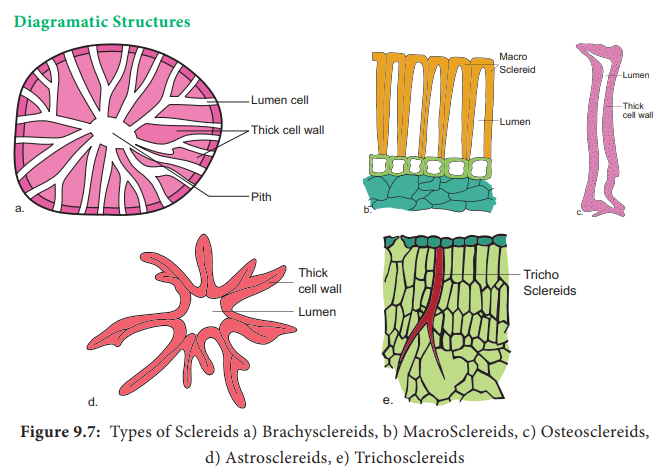 Diagramatic Structures
Lumen cell
Thick cell wall
Pith
a.
Macro
Sclereid
Lumen
b.
Lumen
Thick
cell wall
c.
Thick
cell wall
Lumen
d.
Tricho
Sclereids
e.
Figure 9.7: Types of Sclereids a) Brachysclereids, b) MacroSclereids, c) Osteosclereids,
d) Astrosclereids, e) Trichosclereids